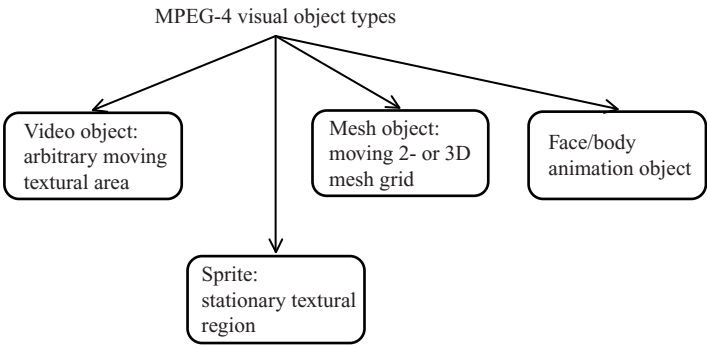 MPEG-4 visual object types
Video object:
arbitrary moving
textural area
Mesh object:
moving 2- or 3D
mesh grid
Face/body
animation object
Sprite:
stationary textural
region